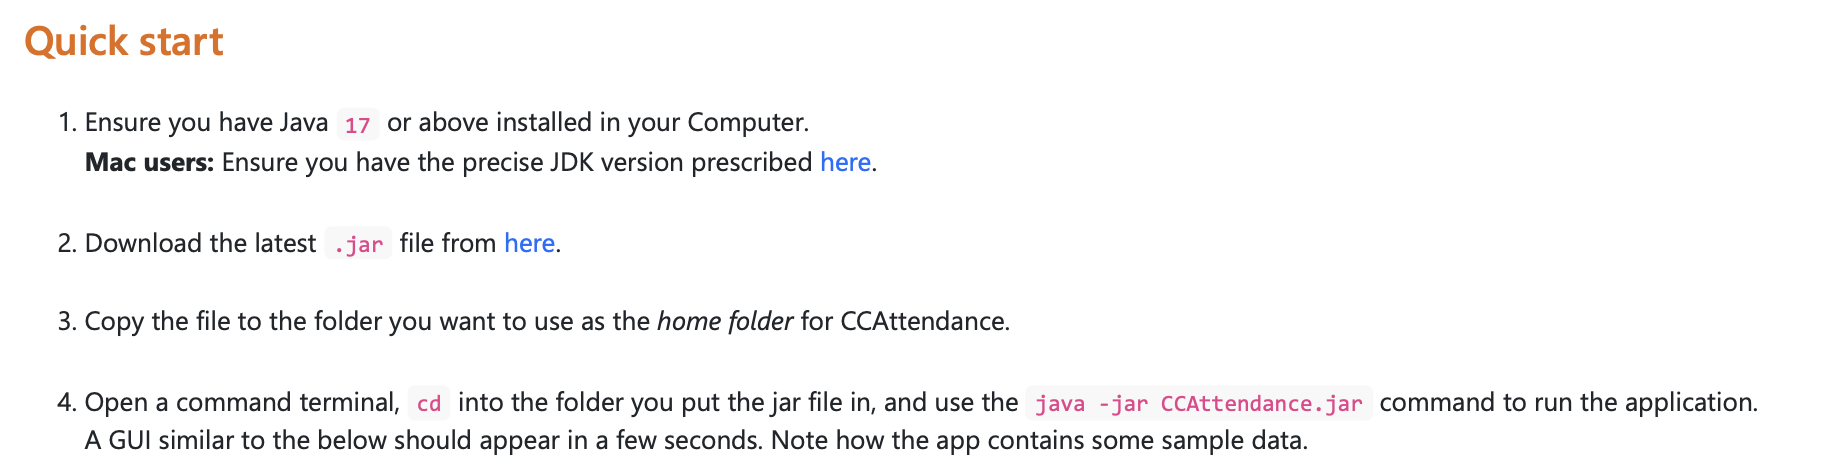 Quick start
1. Ensure you have Java 17 or above installed in your Computer.
Mac users: Ensure you have the precise JDK version prescribed here.
2. Download the latest .jar file from here.
3. Copy the file to the folder you want to use as the home folder for CCAttendance.
4. Open a command terminal, cd into the folder you put the jar file in, and use the java -jar CCAttendance.jar command to run the application.
A GUI similar to the below should appear in a few seconds. Note how the app contains some sample data.